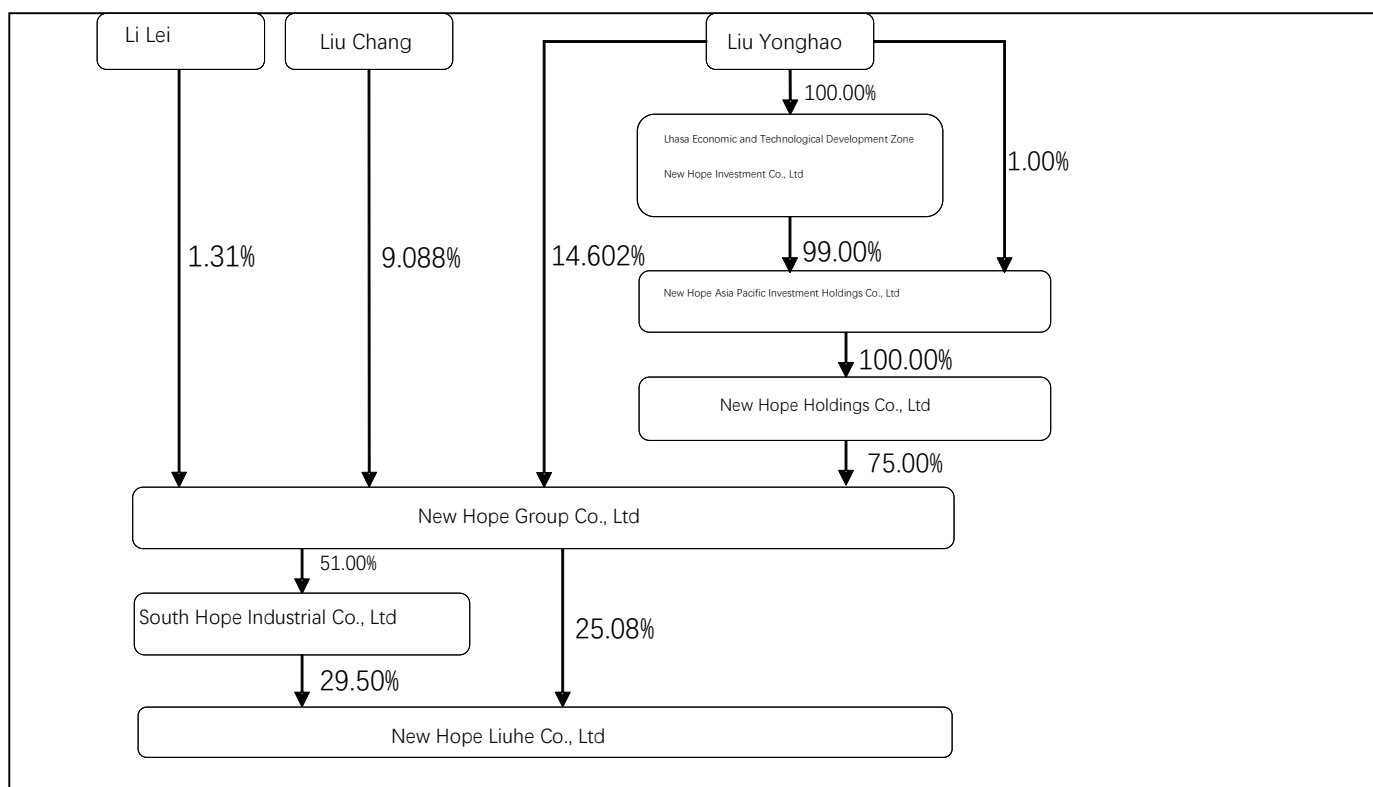 Li Lei
Liu Chang
Liu Yonghao
100.00%
Lhasa Economic and Technological Development Zone
New Hope Investment Co., Ltd
1.00%
1.31%
9.088%
14.602%
99.00%
New Hope Asia Pacific Investment Holdings Co., Ltd
100.00%
New Hope Holdings Co., Ltd
75.00%
New Hope Group Co., Ltd
51.00%
South Hope Industrial Co., Ltd
25.08%
29.50%
New Hope Liuhe Co., Ltd